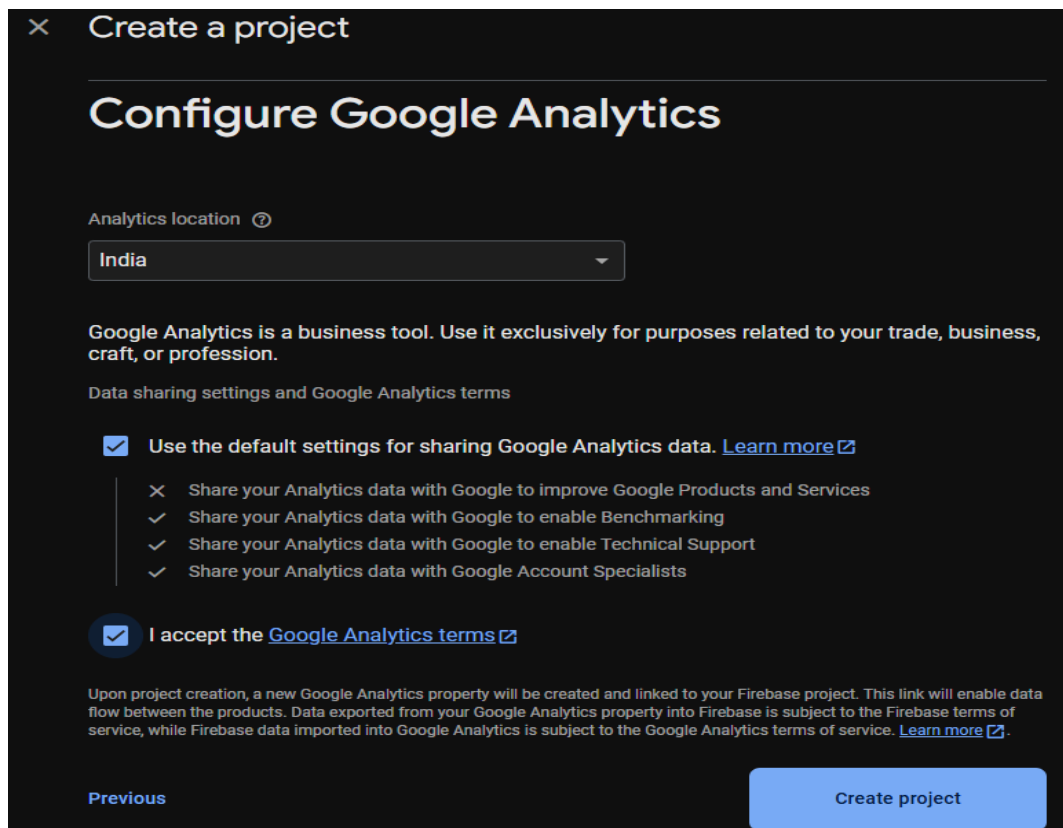 Create a project
Configure Google Analytics
Analytics location
India
Google Analytics is a business tool. Use it exclusively for purposes related to your trade, business,
craft, or profession.
Data sharing settings and Google Analytics terms
Use the default settings for sharing Google Analytics data. Learn more
Share your Analytics data with Google to improve Google Products and Services
Share your Analytics data with Google to enable Benchmarking
Share your Analytics data with Google to enable Technical Support
Share your Analytics data with Google Account Specialists
I accept the Google Analytics terms
Upon project creation, a new Google Analytics property will be created and linked to your Firebase project. This link will enable data
flow between the products. Data exported from your Google Analytics property into Firebase is subject to the Firebase terms of
service, while Firebase data imported into Google Analytics is subject to the Google Analytics terms of service. Learn more.
Previous
Create project